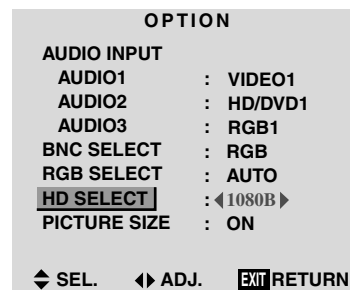 OPTION
AUDIO INPUT
AUDIO1 : VIDEO1
AUDIO2 : HD/DVD1
AUDIO3 : RGB1
BNC SELECT : RGB
RGB SELECT : AUTO
HD SELECT : 1080B
PICTURE SIZE : ON
SEL. ADJ. EXIT RETURN